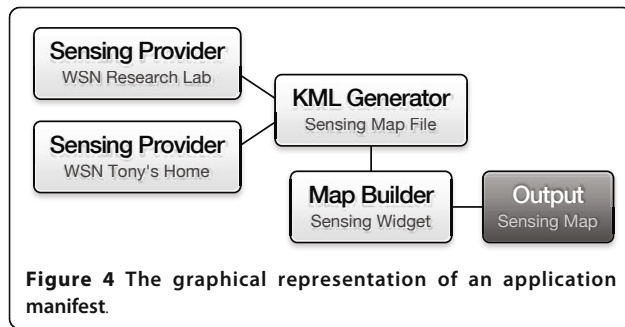 Sensing Provider
WSN Research Lab
KML Generator
Sensing Map File
Sensing Provider
WSN Tony's Home
Map Builder
Sensing Widget
Output
Sensing Map
Figure 4 The graphical representation of an application
manifest.